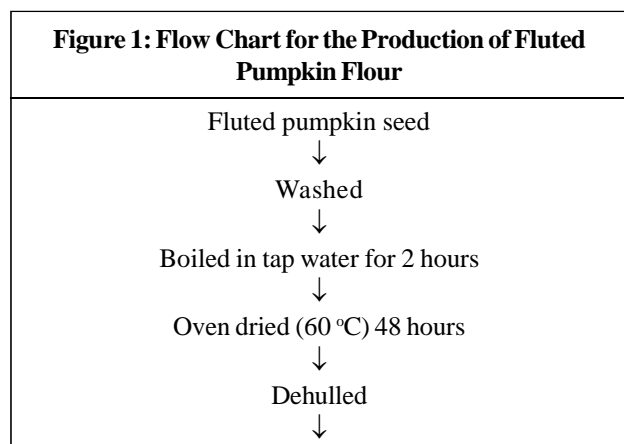 Figure 1: Flow Chart for the Production of Fluted
Pumpkin Flour
Fluted pumpkin seed
↓
Washed
↓
Boiled in tap water for 2 hours
↓
Oven dried (60 °C) 48 hours
↓
Dehulled
↓